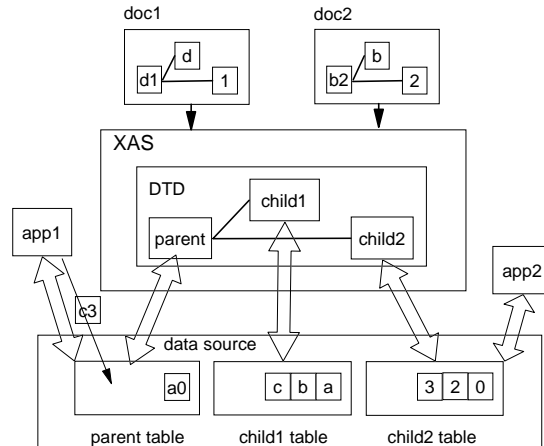 doc1
doc2
d
d1
1
b
b2
2
XAS
DTD
child1
parent
child2
app1
app2
c3
data source
a0
c b a
3 2 0
parent table
child1 table
child2 table